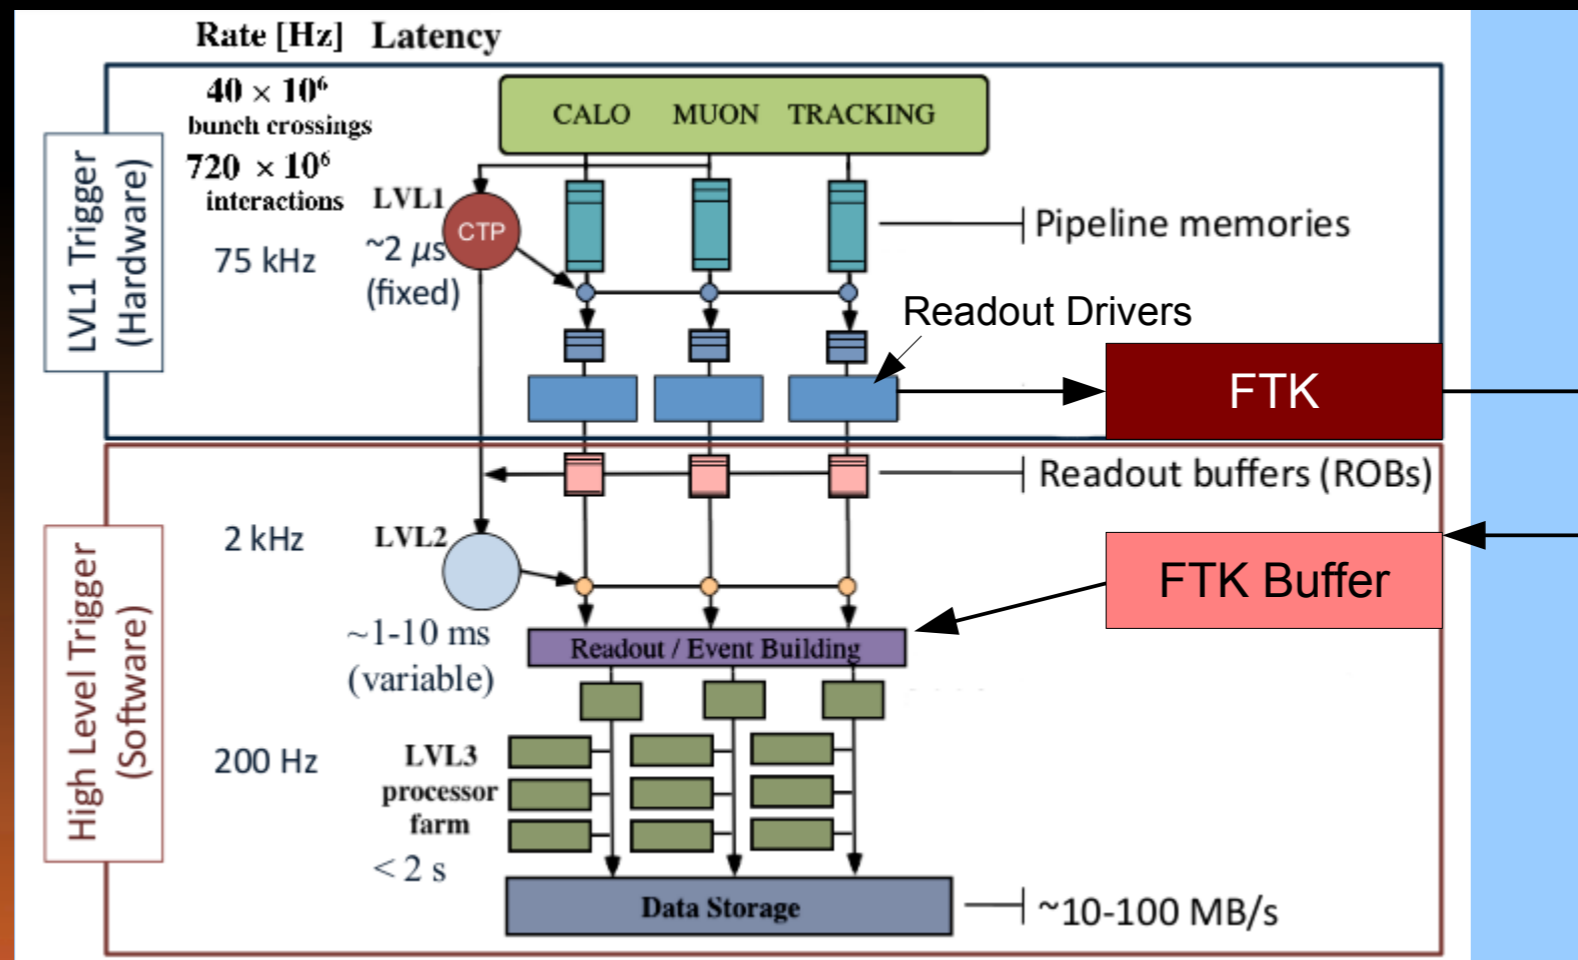 Rate [Hz] Latency
40 × 10⁶
bunch crossings
720 × 10⁶
interactions
LVL1 Trigger
(Hardware)
CALO MUON TRACKING
LVL1
CTP
~2 μs
(fixed)
75 kHz
Pipeline memories
Readout Drivers
FTK
Readout buffers (ROBs)
High Level Trigger
(Software)
2 kHz
LVL2
FTK Buffer
~1-10 ms
(variable)
Readout / Event Building
200 Hz
LVL3
processor
farm
< 2 s
Data Storage
~10-100 MB/s